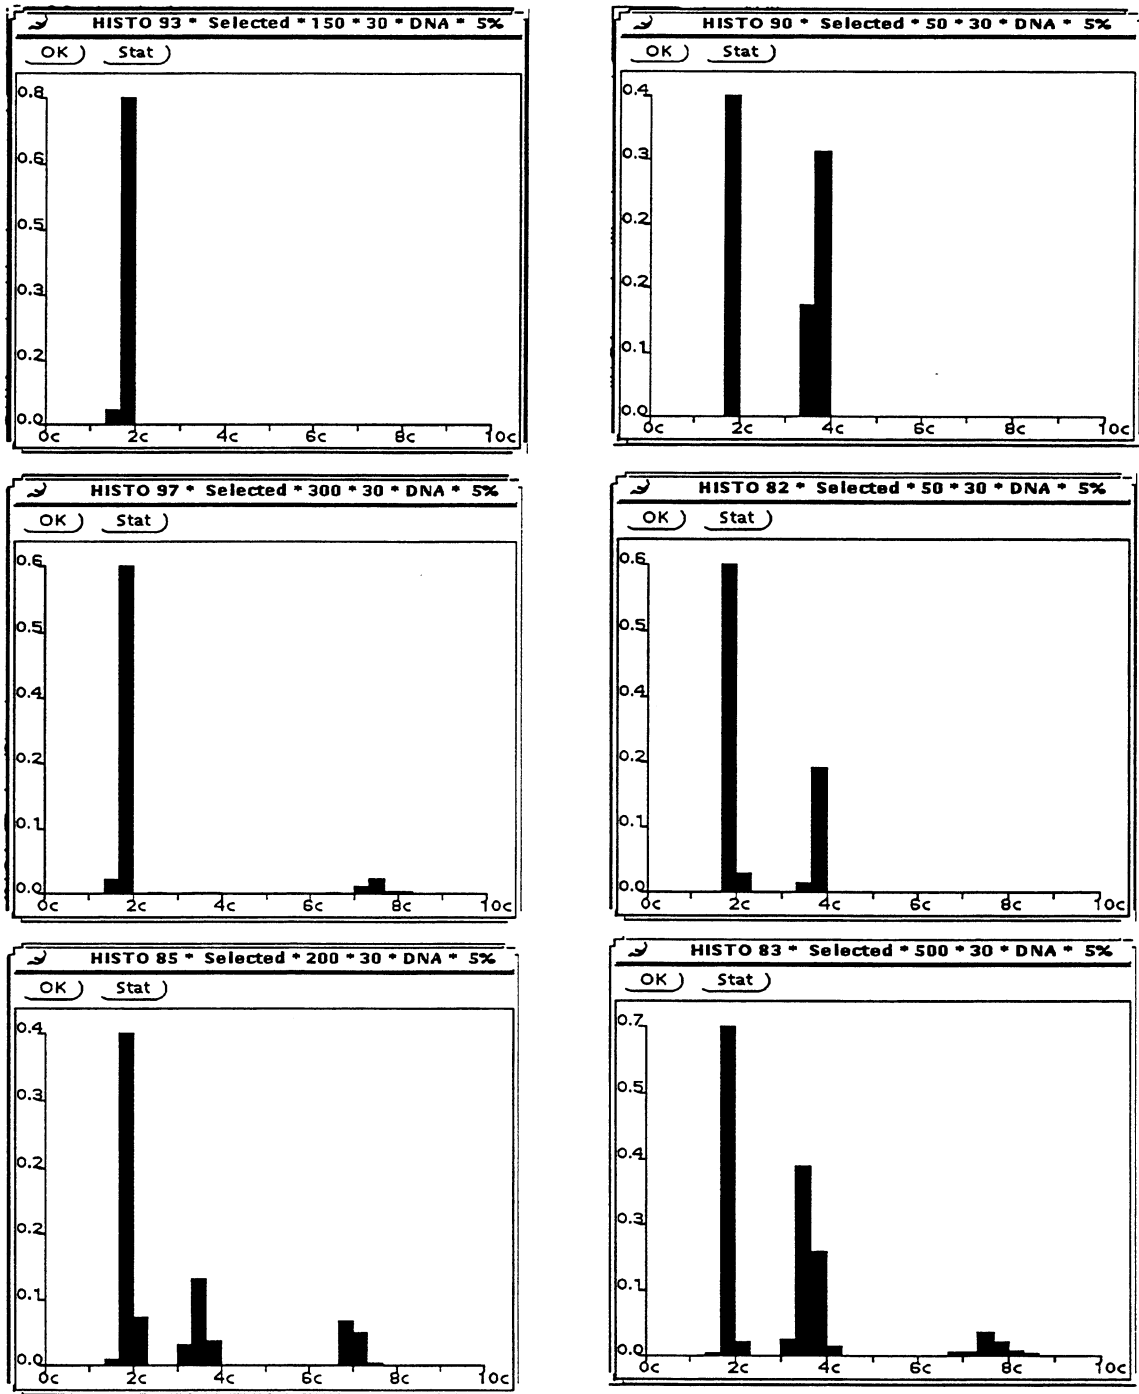 HISTO 93 * Selected * 150 * 30 * DNA * 5%
OK Stat
0.8
0.6
0.5
0.3
0.2
0.0
0c 2c 4c 6c 8c 10c
HISTO 90 * Selected * 50 * 30 * DNA * 5%
OK Stat
0.4
0.3
0.2
0.2
0.1
0.0
0c 2c 4c 6c 8c 10c
HISTO 97 * Selected * 300 * 30 * DNA * 5%
OK Stat
0.6
0.5
0.4
0.2
0.1
0.0
0c 2c 4c 6c 8c 10c
HISTO 82 * Selected * 50 * 30 * DNA * 5%
OK Stat
0.6
0.5
0.4
0.2
0.1
0.0
0c 2c 4c 6c 8c 10c
HISTO 85 * Selected * 200 * 30 * DNA * 5%
OK Stat
0.4
0.3
0.2
0.2
0.1
0.0
0c 2c 4c 6c 8c 10c
HISTO 83 * Selected * 500 * 30 * DNA * 5%
OK Stat
0.7
0.5
0.4
0.3
0.1
0.0
0c 2c 4c 6c 8c 10c